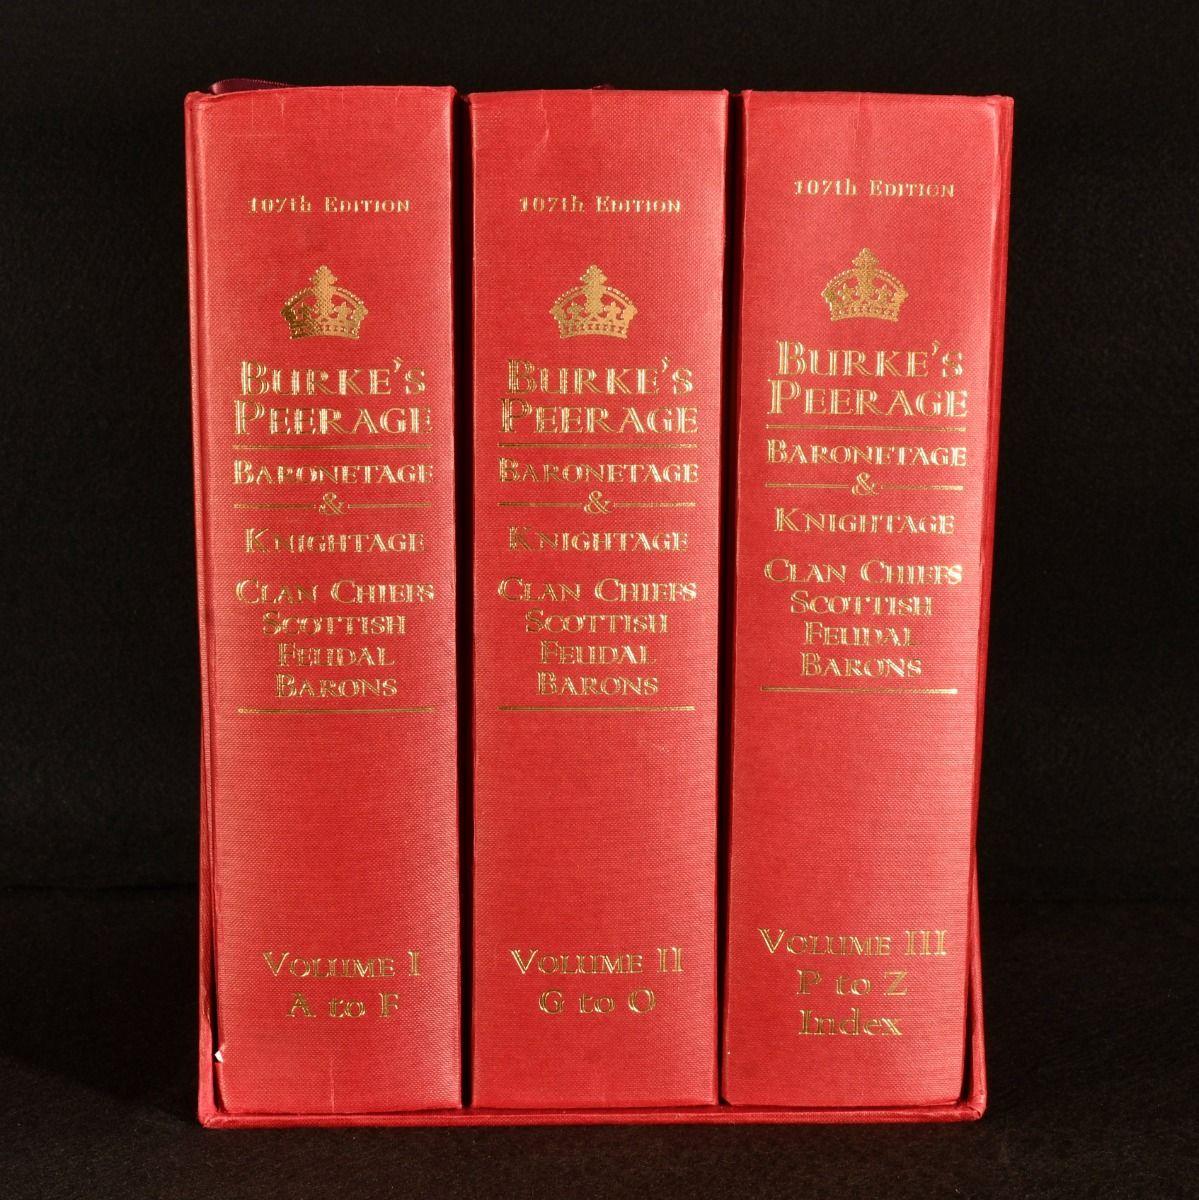 107th EDITION
BURKE'S
PEERAGE
BARONETAGE
&
KNIGHTAGE
CLAN CHIEFS
SCOTTISH
FEUDAL
BARONS
VOLUME I
A to F
107th EDITION
BURKE'S
PEERAGE
BARONETAGE
&
KNIGHTAGE
CLAN CHIEFS
SCOTTISH
FEUDAL
BARONS
VOLUME II
G to O
107th EDITION
BURKE'S
PEERAGE
BARONETAGE
&
KNIGHTAGE
CLAN CHIEFS
SCOTTISH
FEUDAL
BARONS
VOLUME III
P to Z
Index